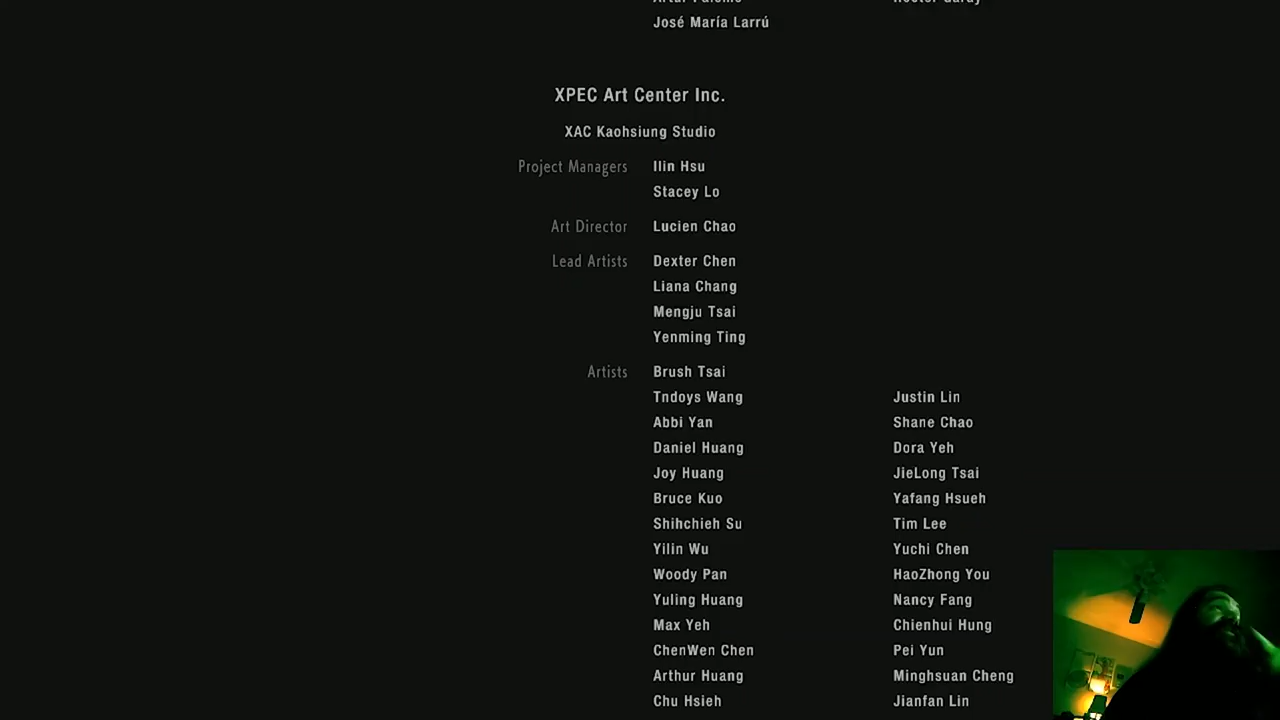 José María Larrú
XPEC Art Center Inc.
XAC Kaohsiung Studio
Project Managers Ilin Hsu
Stacey Lo
Art Director Lucien Chao
Lead Artists Dexter Chen
Liana Chang
Mengju Tsai
Yenming Ting
Artists Brush Tsai
Tndoys Wang Justin Lin
Abbi Yan Shane Chao
Daniel Huang Dora Yeh
Joy Huang JieLong Tsai
Bruce Kuo Yafang Hsueh
Shihchieh Su Tim Lee
Yilin Wu Yuchi Chen
Woody Pan HaoZhong You
Yuling Huang Nancy Fang
Max Yeh Chienhui Hung
ChenWen Chen Pei Yun
Arthur Huang Minghsuan Cheng
Chu Hsieh Jianfan Lin